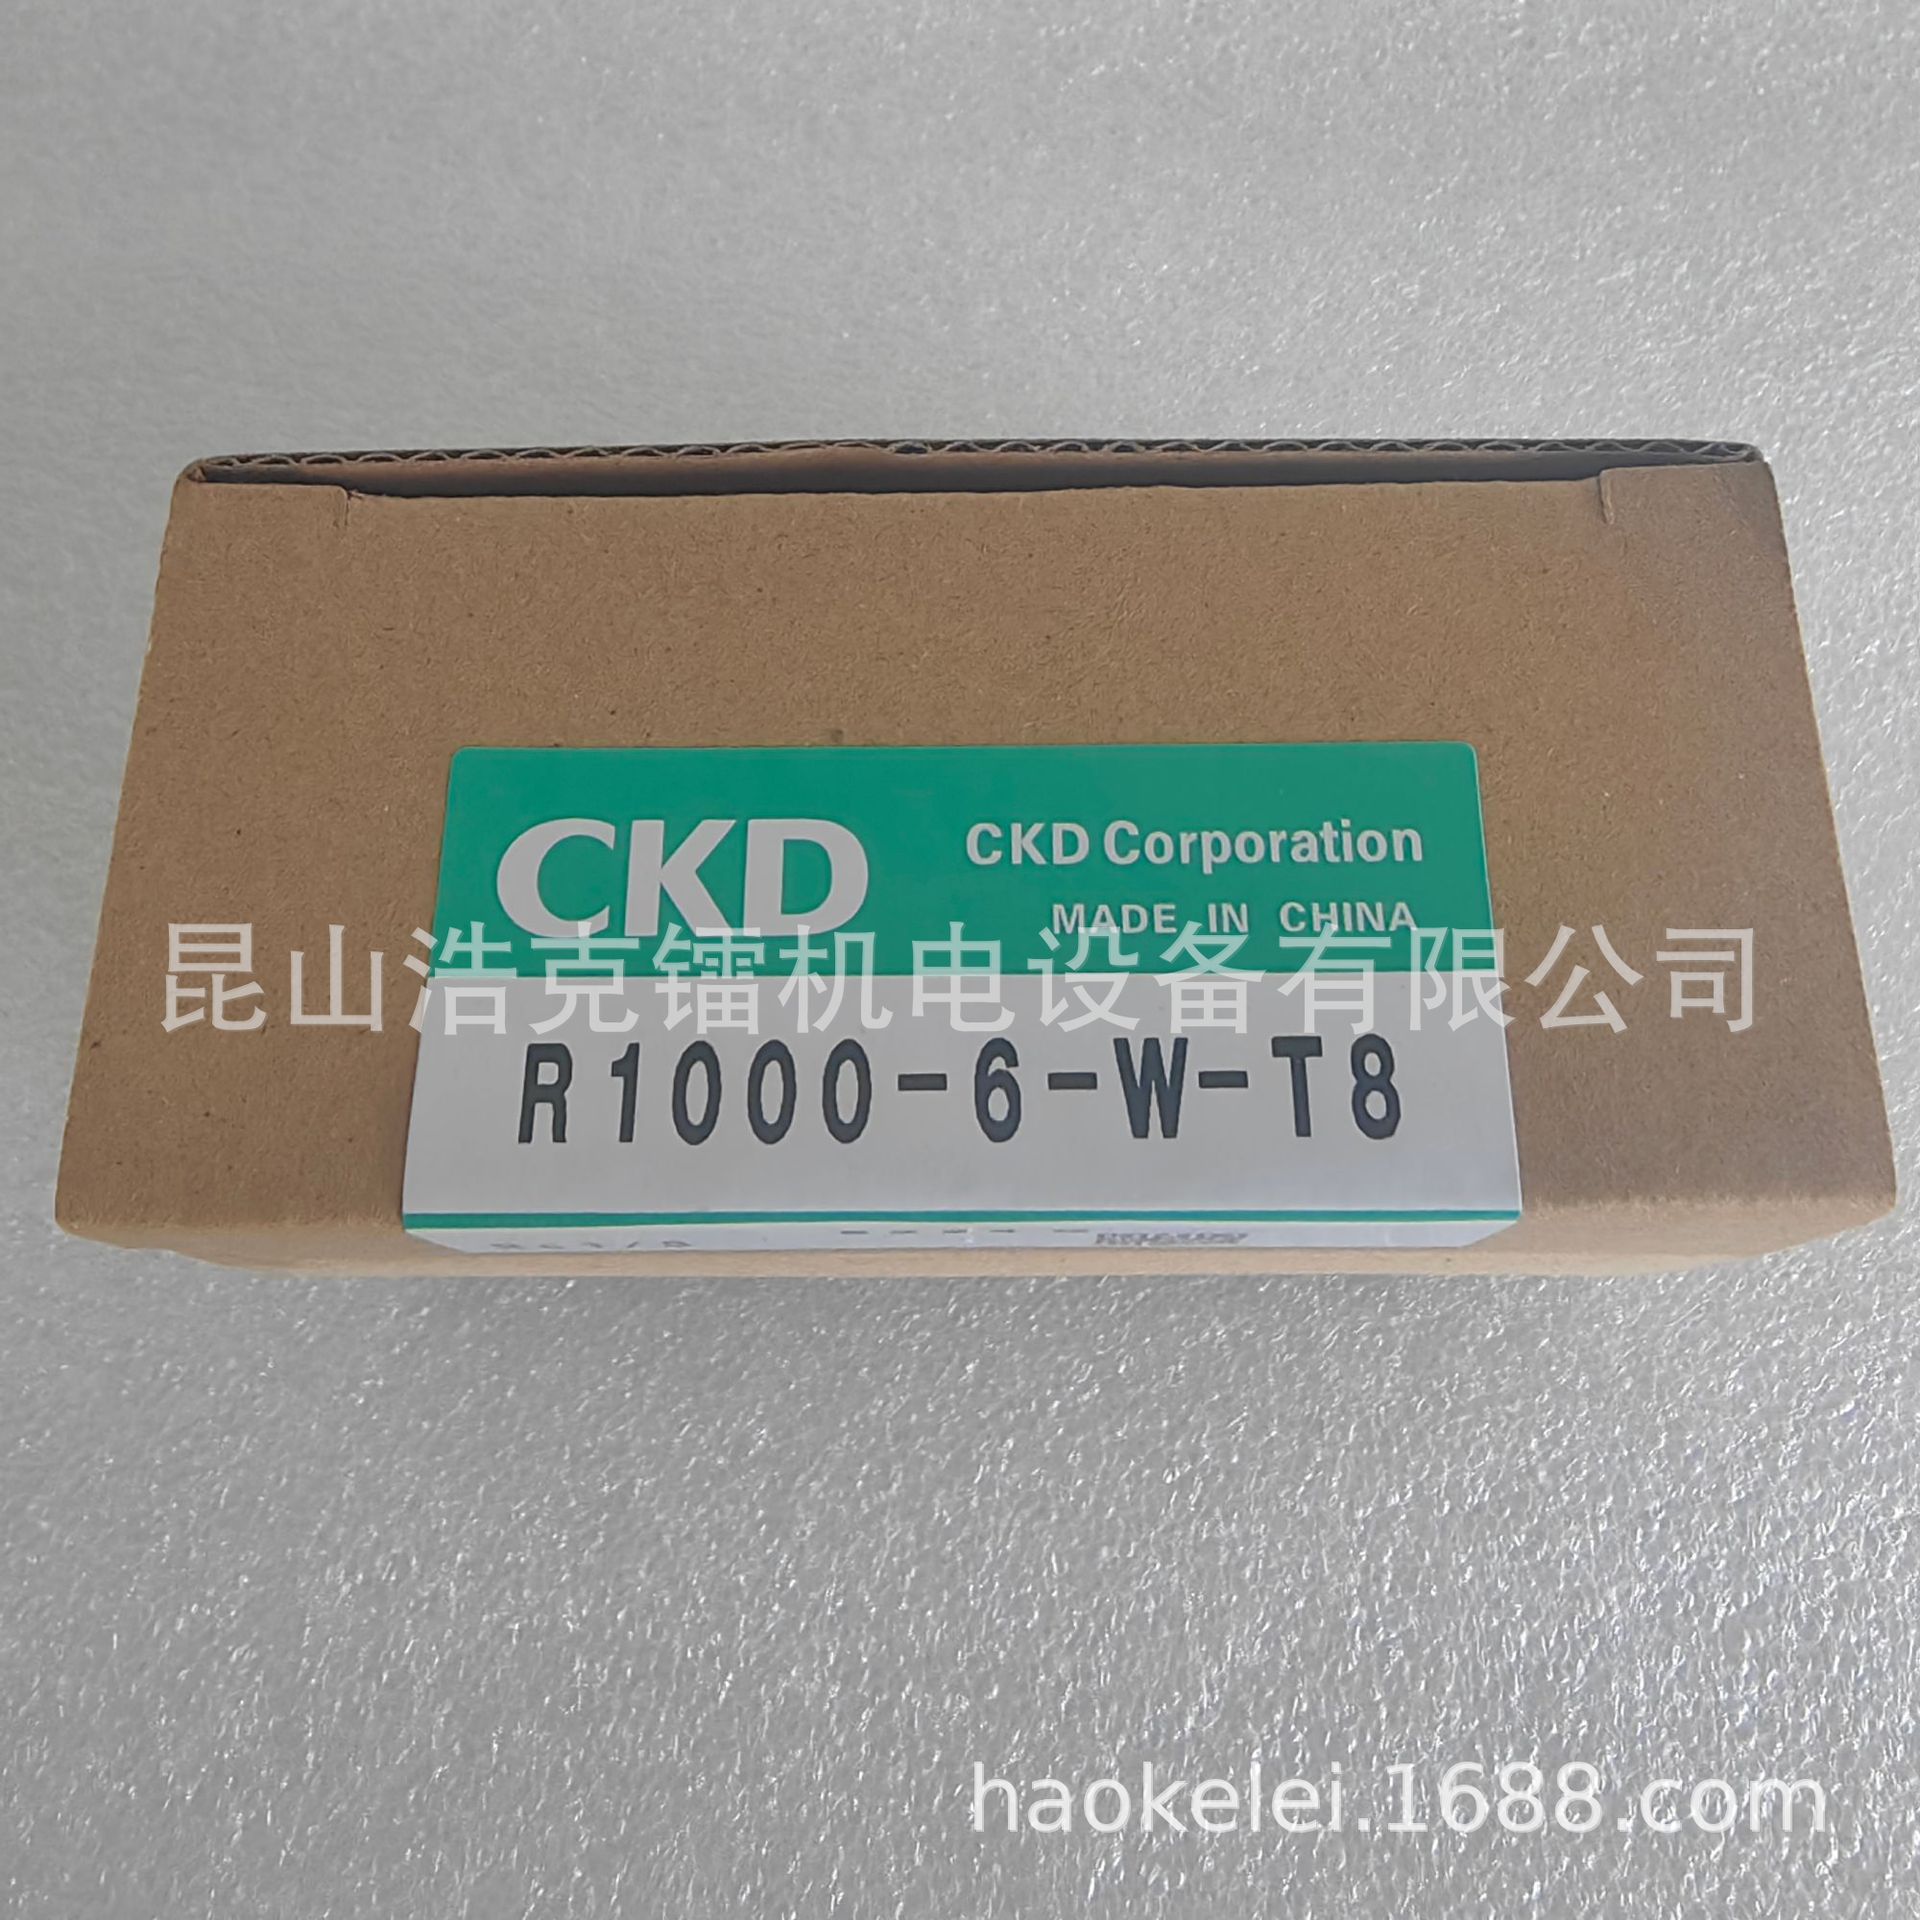 CKD
CKD Corporation
MADE IN CHINA
昆山浩克镭机电设备有限公司
R1000-6-W-T8
haokelei.1688.com